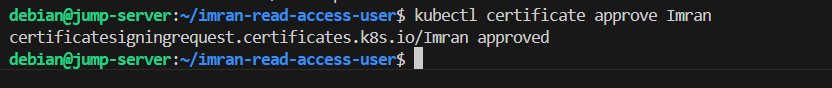 debian@jump-server:~/imran-read-access-user$ kubectl certificate approve Imran
certificatesigningrequest.certificates.k8s.io/Imran approved
debian@jump-server:~/imran-read-access-user$